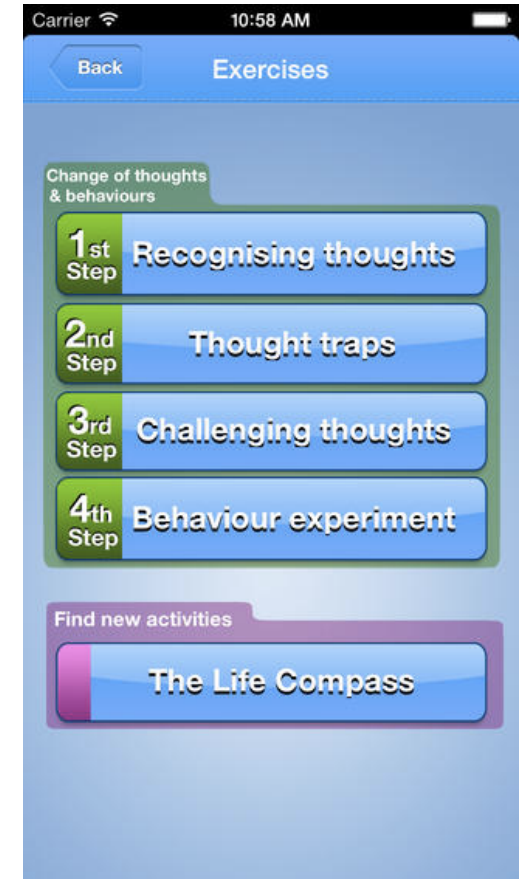 Carrier 10:58 AM
Back Exercises
Change of thoughts
& behaviours
1st
Step
Recognising thoughts
2nd
Step
Thought traps
3rd
Step
Challenging thoughts
4th
Step
Behaviour experiment
Find new activities
The Life Compass